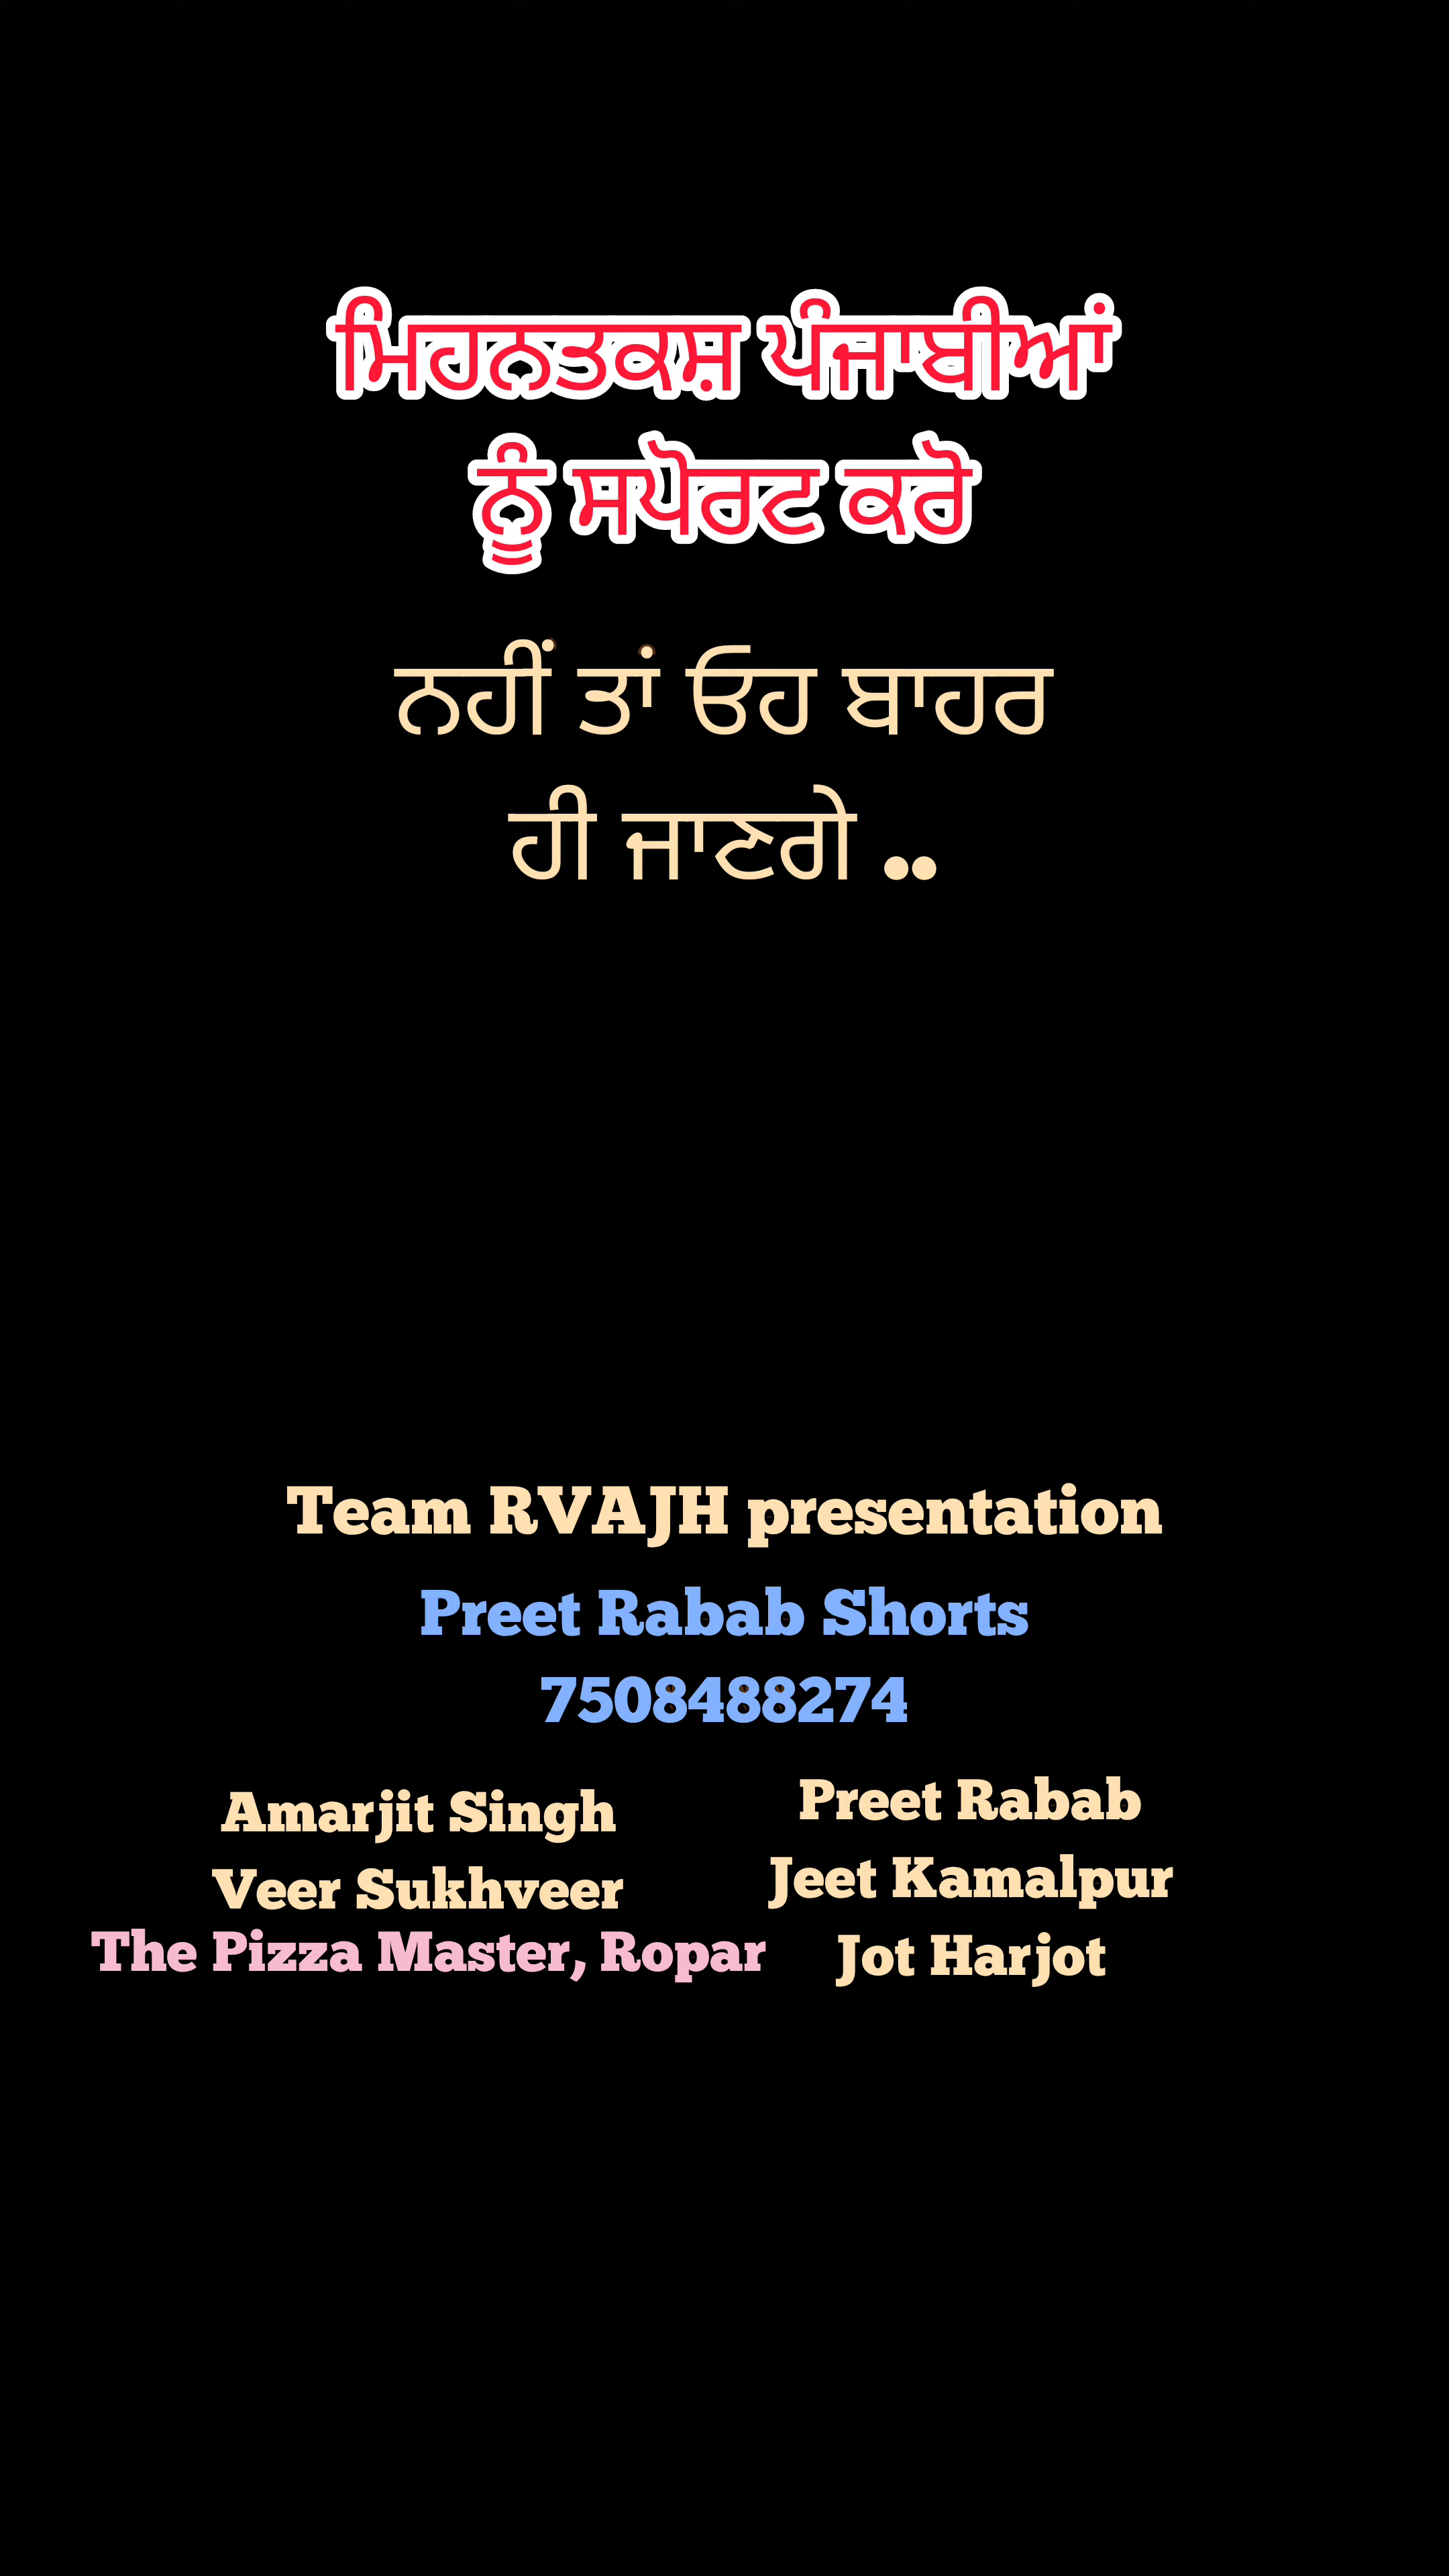 ਮਿਹਨਤਕਸ਼ ਪੰਜਾਬੀਆਂ
ਨੂੰ ਸਪੋਰਟ ਕਰੋ
ਨਹੀਂ ਤਾਂ ਓਹ ਬਾਹਰ
ਹੀ ਜਾਣਗੇ ..
Team RVAJH presentation
Preet Rabab Shorts
7508488274
Amarjit Singh
Veer Sukhveer
The Pizza Master, Ropar
Preet Rabab
Jeet Kamalpur
Jot Harjot